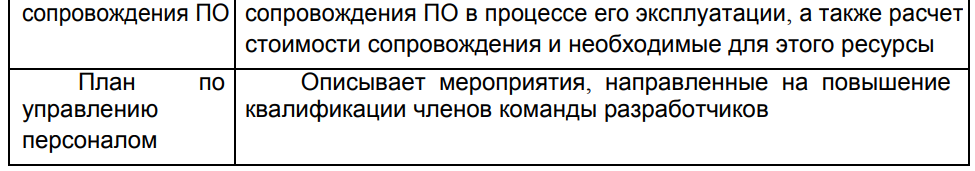 сопровождения ПО
сопровождения ПО в процессе его эксплуатации, а также расчет
стоимости сопровождения и необходимые для этого ресурсы
План по
управлению
персоналом
Описывает мероприятия, направленные на повышение
квалификации членов команды разработчиков